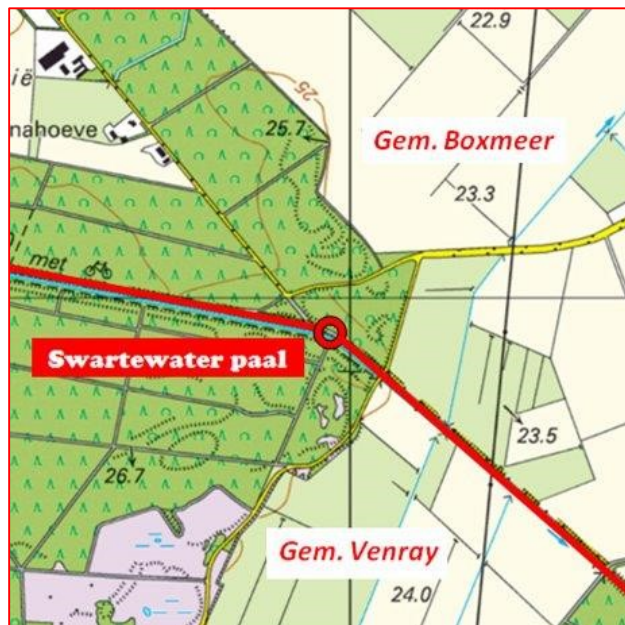 22.9
ië
25
nahoeve
25.7
Gem. Boxmeer
23.3
met
Swartewater paal
23.5
26.7
Gem. Venray
24.0